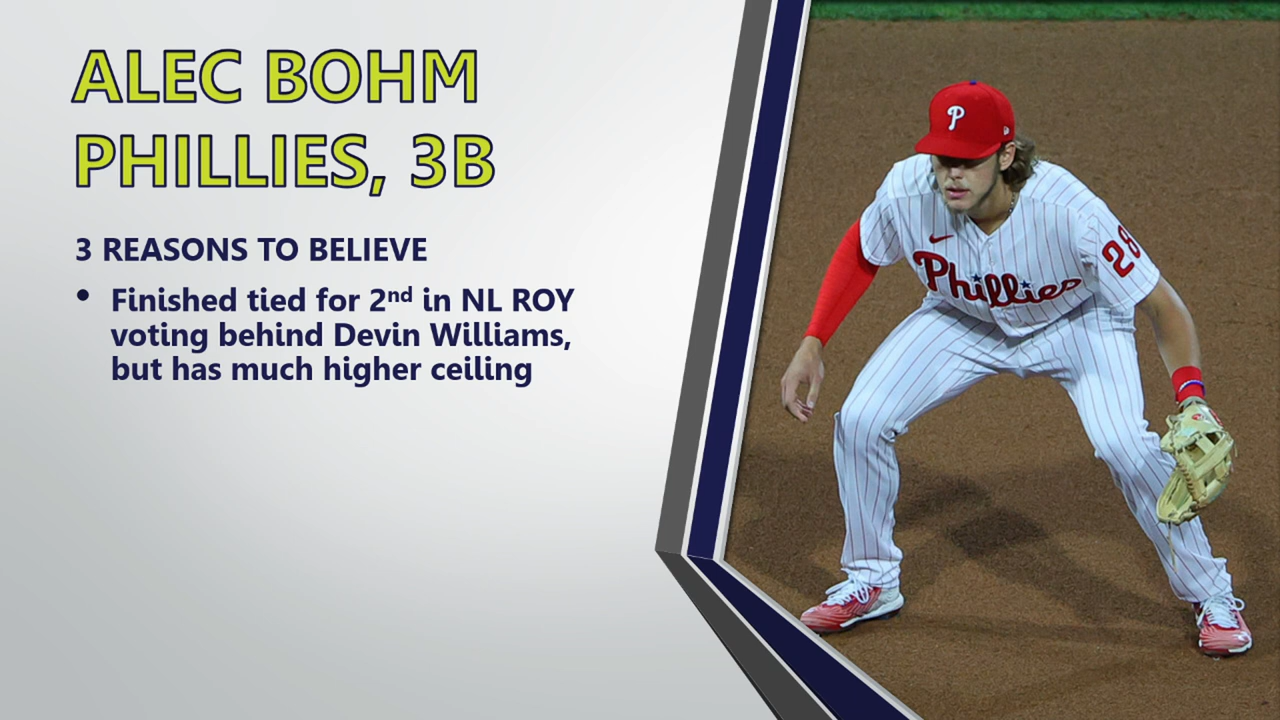 ALEC BOHM
PHILLIES, 3B
3 REASONS TO BELIEVE
• Finished tied for 2nd in NL ROY
voting behind Devin Williams,
but has much higher ceiling
P
Phillies
28